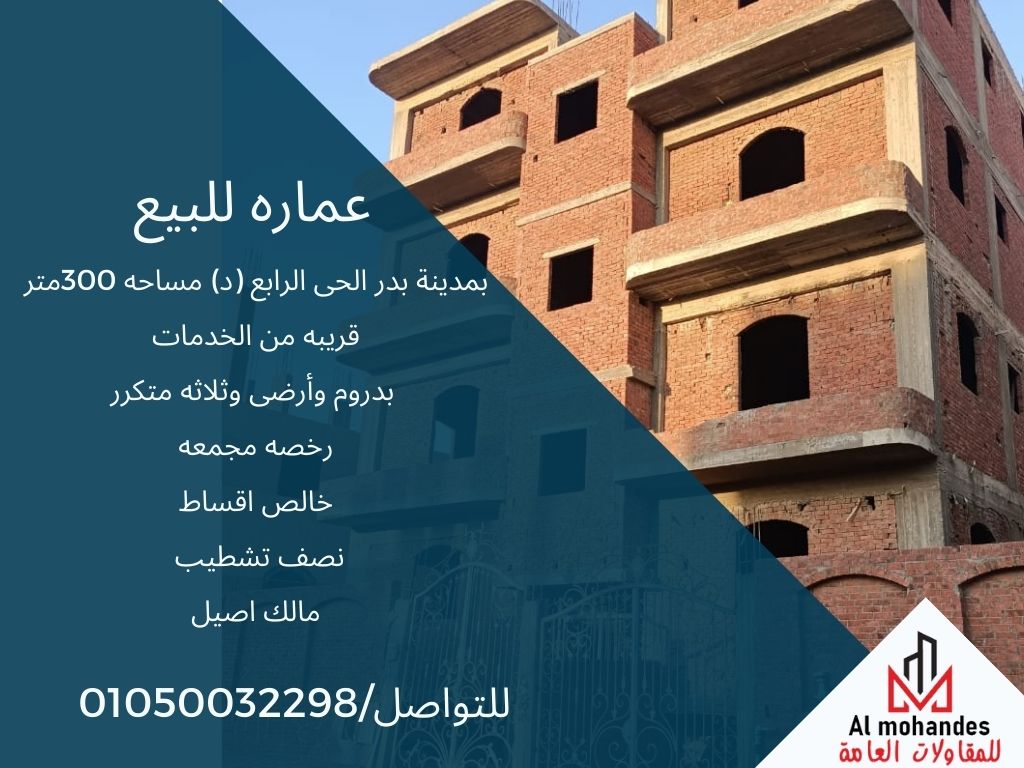 عماره للبيع
بمدينة بدر الحى الرابع (د) مساحه 300متر
قريبه من الخدمات
بدروم وأرضى وثلاثه متكرر
رخصه مجمعه
خالص اقساط
نصف تشطيب
مالك اصيل
للتواصل/01050032298
Al mohandes
للمقاولات العامة